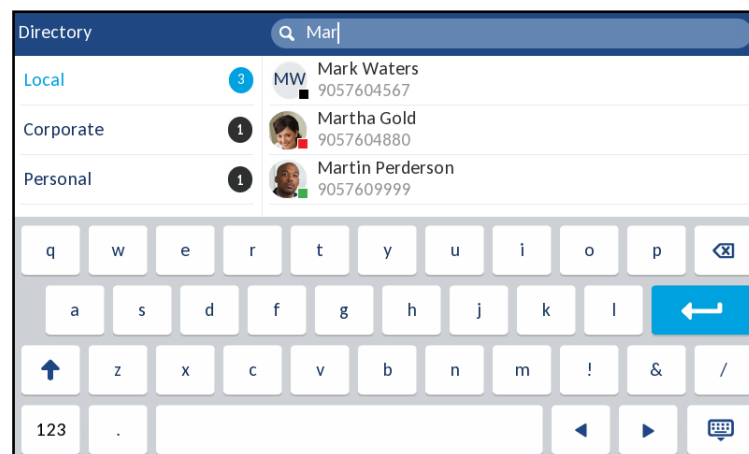 Directory
Mar
Local 3
Corporate 1
Personal 1
MW Mark Waters
9057604567
Martha Gold
9057604880
Martin Perderson
9057609999
q w e r t y u i o p
a s d f g h j k l
z x c v b n m ! & /
123 .